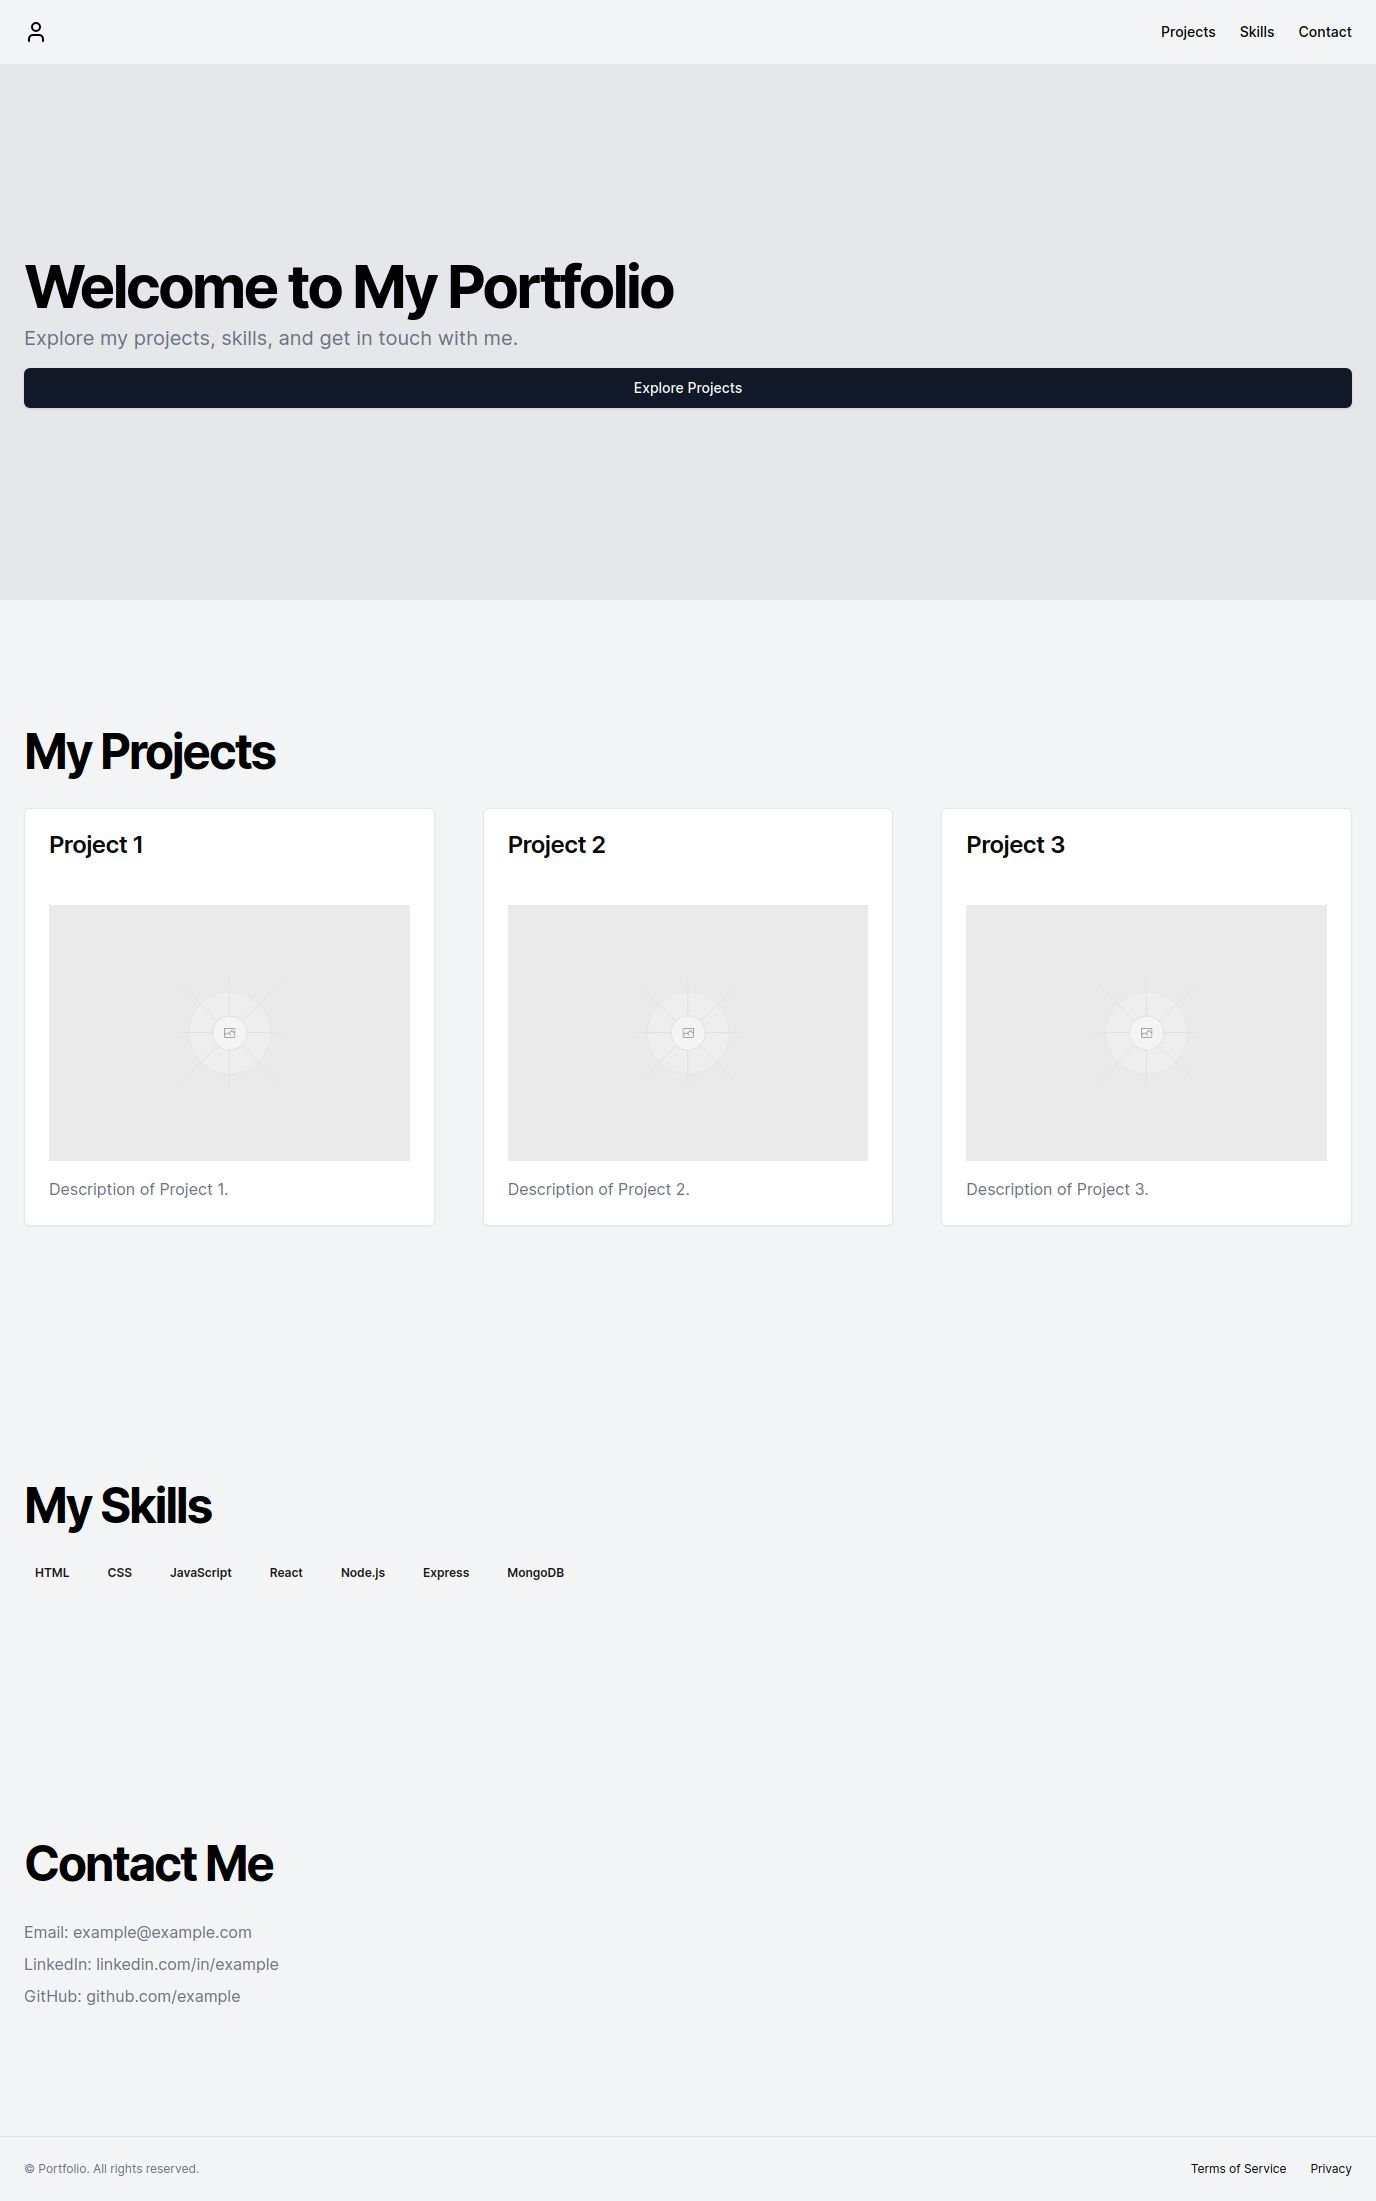 Projects Skills Contact
Welcome to My Portfolio
Explore my projects, skills, and get in touch with me.
Explore Projects
My Projects
Project 1
Description of Project 1.
Project 2
Description of Project 2.
Project 3
Description of Project 3.
My Skills
HTML CSS JavaScript React Node.js Express MongoDB
Contact Me
Email: example@example.com
LinkedIn: linkedin.com/in/example
GitHub: github.com/example
© Portfolio. All rights reserved.
Terms of Service Privacy